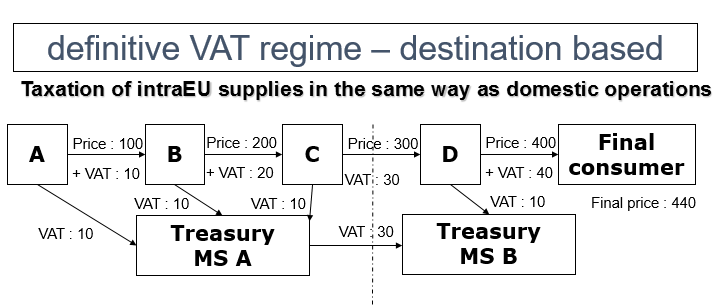 definitive VAT regime – destination based
Taxation of intraEU supplies in the same way as domestic operations
A
Price : 100
+ VAT : 10
B
Price : 200
+ VAT : 20
C
Price : 300
VAT : 30
D
Price : 400
+ VAT : 40
Final
consumer
VAT : 10
VAT : 10
VAT : 10
VAT : 10
Final price : 440
Treasury
MS A
VAT : 30
Treasury
MS B